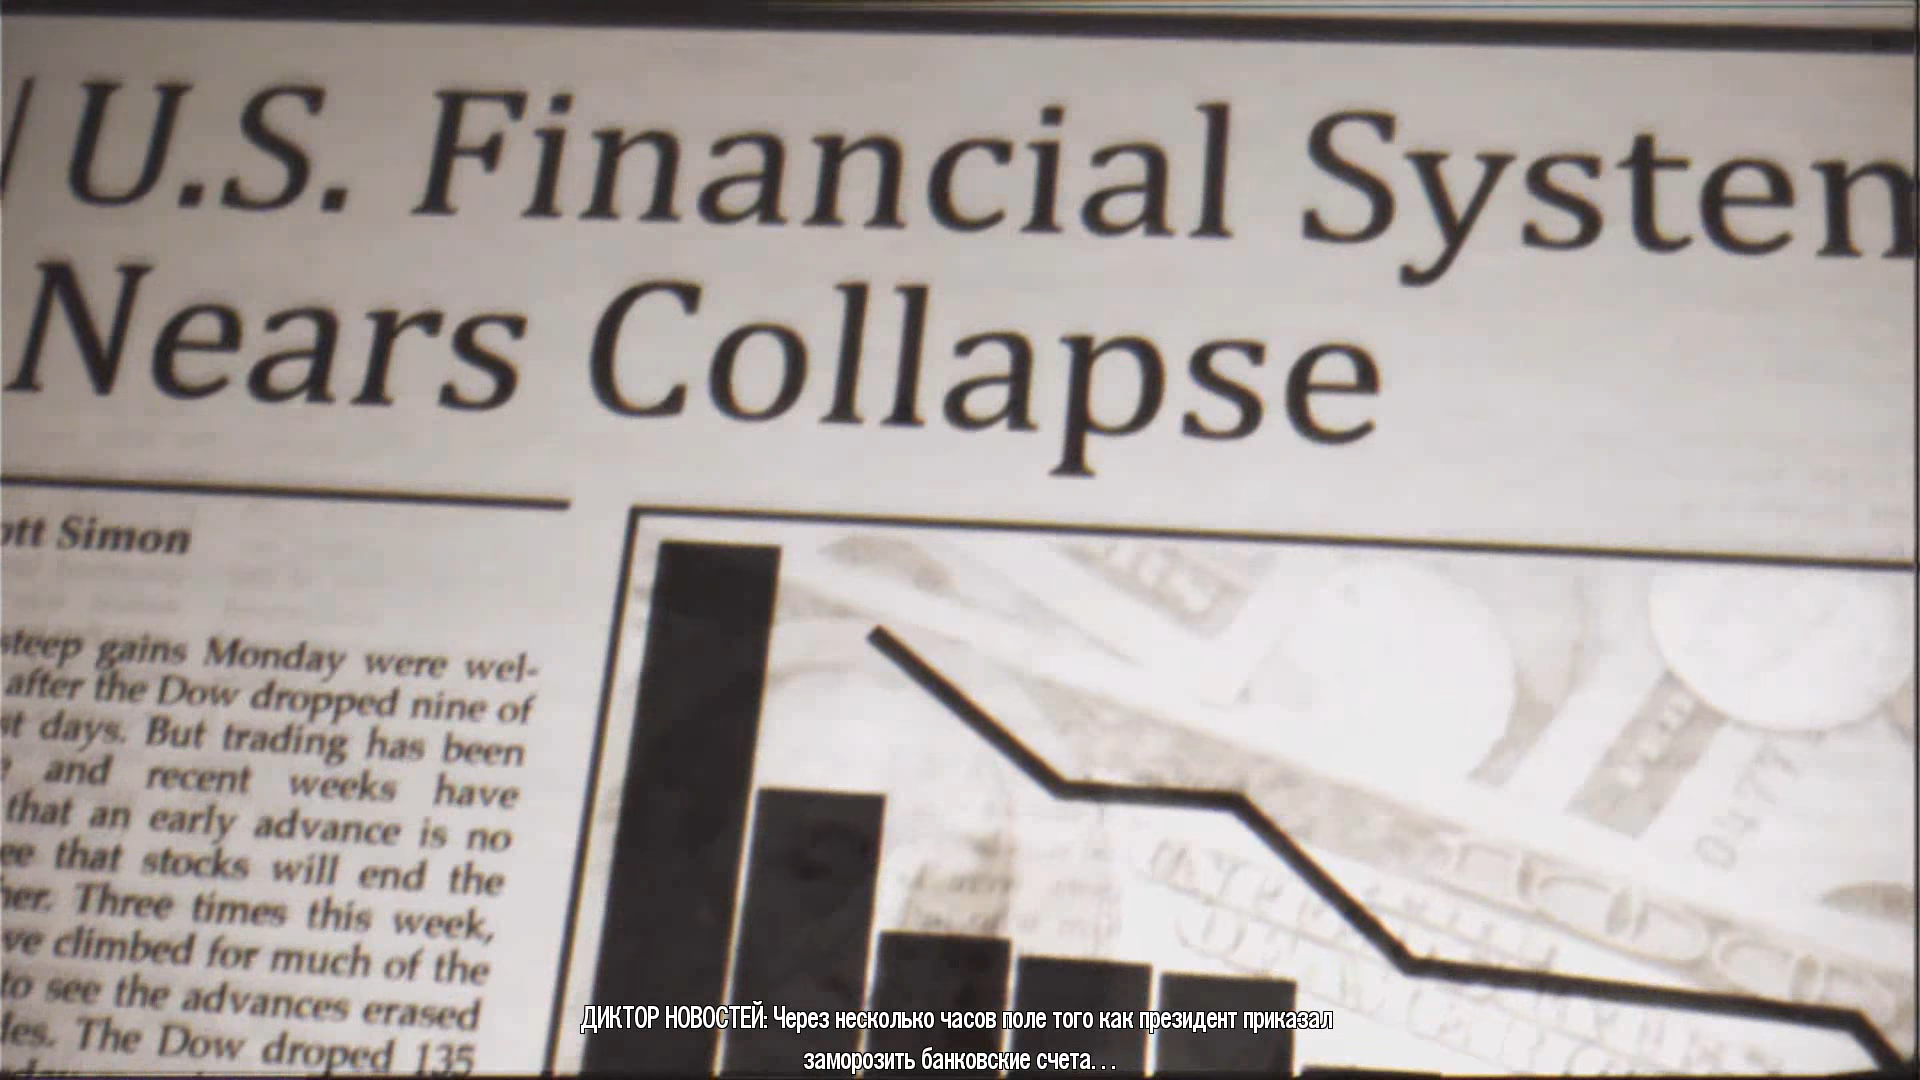 U.S. Financial System
Nears Collapse
ott Simon
steep gains Monday were wel-
after the Dow dropped nine of
st days. But trading has been
and recent weeks have
that an early advance is no
ee that stocks will end the
her. Three times this week,
ve climbed for much of the
to see the advances erased
les. The Dow droped 135
0477
ДИКТОР НОВОСТЕЙ: Через несколько часов поле того как президент приказал
заморозить банковские счета...